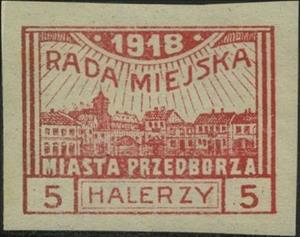 1918
RADA MIEJSKA
MIASTA PRZEDBORZA
5 HALERZY 5